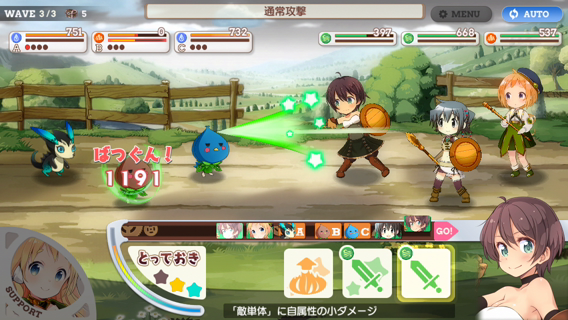 WAVE 3/3 5
通常攻撃
MENU
AUTO
751
A
0
B
732
C
397
668
537
ばつぐん!
1191
A B C GO!
とっておき
SUPPORT
「敵単体」に自属性の小ダメージ